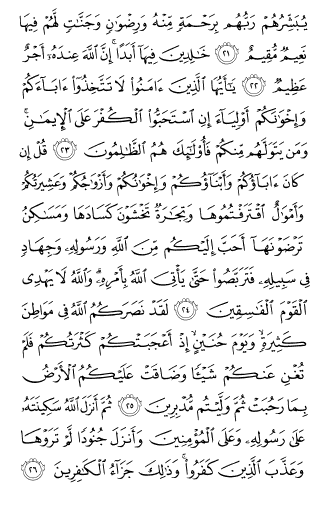 يُبَشِّرُهُمْ رَبُّهُم بِرَحْمَةٍ مِّنْهُ وَرِضْوَٰنٍ وَجَنَّٰتٍ لَّهُمْ فِيهَا
نَعِيمٌ مُّقِيمٌ ٢١ خَٰلِدِينَ فِيهَآ أَبَدًا ۚ إِنَّ ٱللَّهَ عِندَهُۥٓ أَجْرٌ
عَظِيمٌ ٢٢ يَٰٓأَيُّهَا ٱلَّذِينَ ءَامَنُوا۟ لَا تَتَّخِذُوٓا۟ ءَابَآءَكُمْ
وَإِخْوَٰنَكُمْ أَوْلِيَآءَ إِنِ ٱسْتَحَبُّوا۟ ٱلْكُفْرَ عَلَى ٱلْإِيمَٰنِ ۚ
وَمَن يَتَوَلَّهُم مِّنكُمْ فَأُو۟لَٰٓئِكَ هُمُ ٱلظَّٰلِمُونَ ٢٣ قُلْ إِن
كَانَ ءَابَآؤُكُمْ وَأَبْنَآؤُكُمْ وَإِخْوَٰنُكُمْ وَأَزْوَٰجُكُمْ وَعَشِيرَتُكُمْ
وَأَمْوَٰلٌ ٱقْتَرَفْتُمُوهَا وَتِجَٰرَةٌ تَخْشَوْنَ كَسَادَهَا وَمَسَٰكِنُ
تَرْضَوْنَهَآ أَحَبَّ إِلَيْكُم مِّنَ ٱللَّهِ وَرَسُولِهِۦ وَجِهَادٍ
فِى سَبِيلِهِۦ فَتَرَبَّصُوا۟ حَتَّىٰ يَأْتِىَ ٱللَّهُ بِأَمْرِهِۦ ۗ وَٱللَّهُ لَا يَهْدِى
ٱلْقَوْمَ ٱلْفَٰسِقِينَ ٢٤ لَقَدْ نَصَرَكُمُ ٱللَّهُ فِى مَوَاطِنَ
كَثِيرَةٍ ۙ وَيَوْمَ حُنَيْنٍ ۙ إِذْ أَعْجَبَتْكُمْ كَثْرَتُكُمْ فَلَمْ
تُغْنِ عَنكُمْ شَيْـًٔا وَضَاقَتْ عَلَيْكُمُ ٱلْأَرْضُ
بِمَا رَحُبَتْ ثُمَّ وَلَّيْتُم مُّدْبِرِينَ ٢٥ ثُمَّ أَنزَلَ ٱللَّهُ سَكِينَتَهُۥ
عَلَىٰ رَسُولِهِۦ وَعَلَى ٱلْمُؤْمِنِينَ وَأَنزَلَ جُنُودًا لَّمْ تَرَوْهَا
وَعَذَّبَ ٱلَّذِينَ كَفَرُوا۟ ۚ وَذَٰلِكَ جَزَآءُ ٱلْكَٰفِرِينَ ٢٦